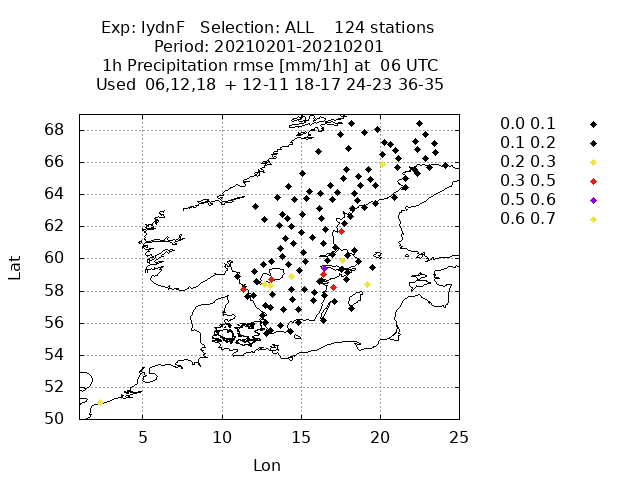 Exp: lydnF   Selection: ALL    124 stations
Period: 20210201-20210201
1h Precipitation rmse [mm/1h] at  06 UTC
Used  06,12,18  + 12-11 18-17 24-23 36-35
68
66
64
62
60
58
56
54
52
50
Lat
5 10 15 20 25
Lon
0.0 0.1
0.1 0.2
0.2 0.3
0.3 0.5
0.5 0.6
0.6 0.7